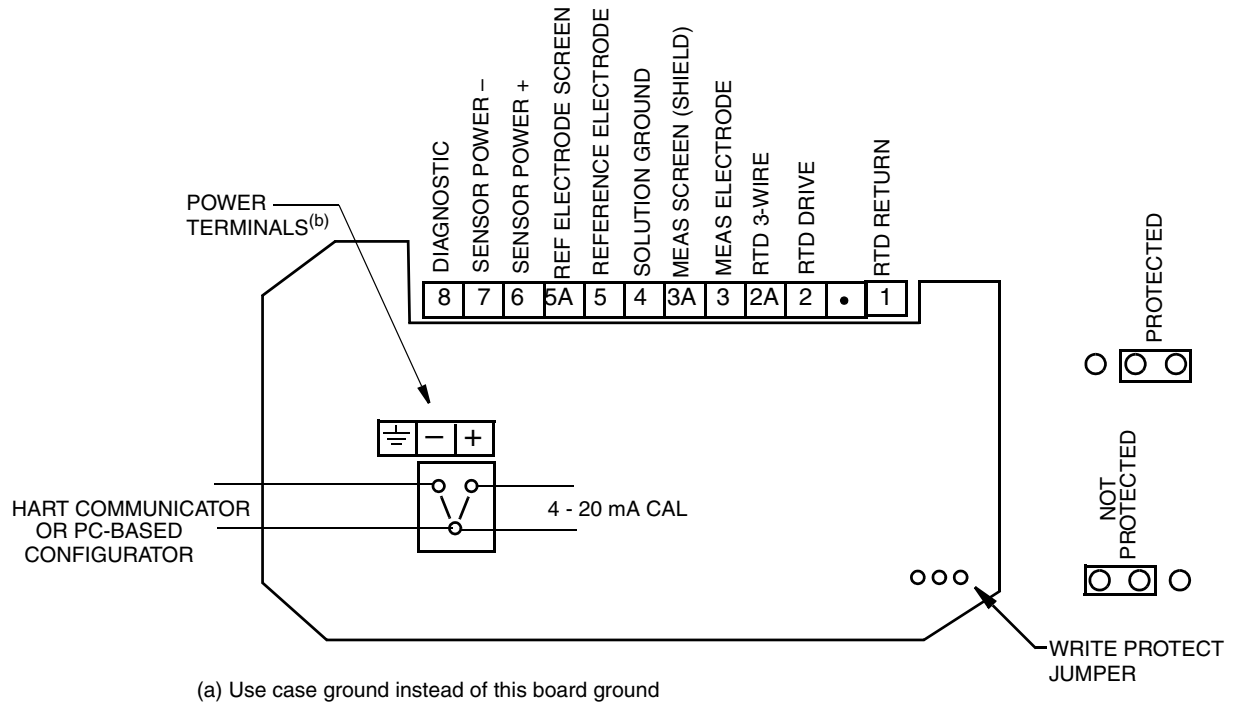 DIAGNOSTIC
SENSOR POWER –
SENSOR POWER +
REF ELECTRODE SCREEN
REFERENCE ELECTRODE
SOLUTION GROUND
MEAS SCREEN (SHIELD)
MEAS ELECTRODE
RTD 3-WIRE
RTD DRIVE
RTD RETURN
8 7 6 5A 5 4 3A 3 2A 2 • 1
POWER
TERMINALS(b)
– +
HART COMMUNICATOR
OR PC-BASED
CONFIGURATOR
4 - 20 mA CAL
PROTECTED
NOT
PROTECTED
WRITE PROTECT
JUMPER
(a) Use case ground instead of this board ground